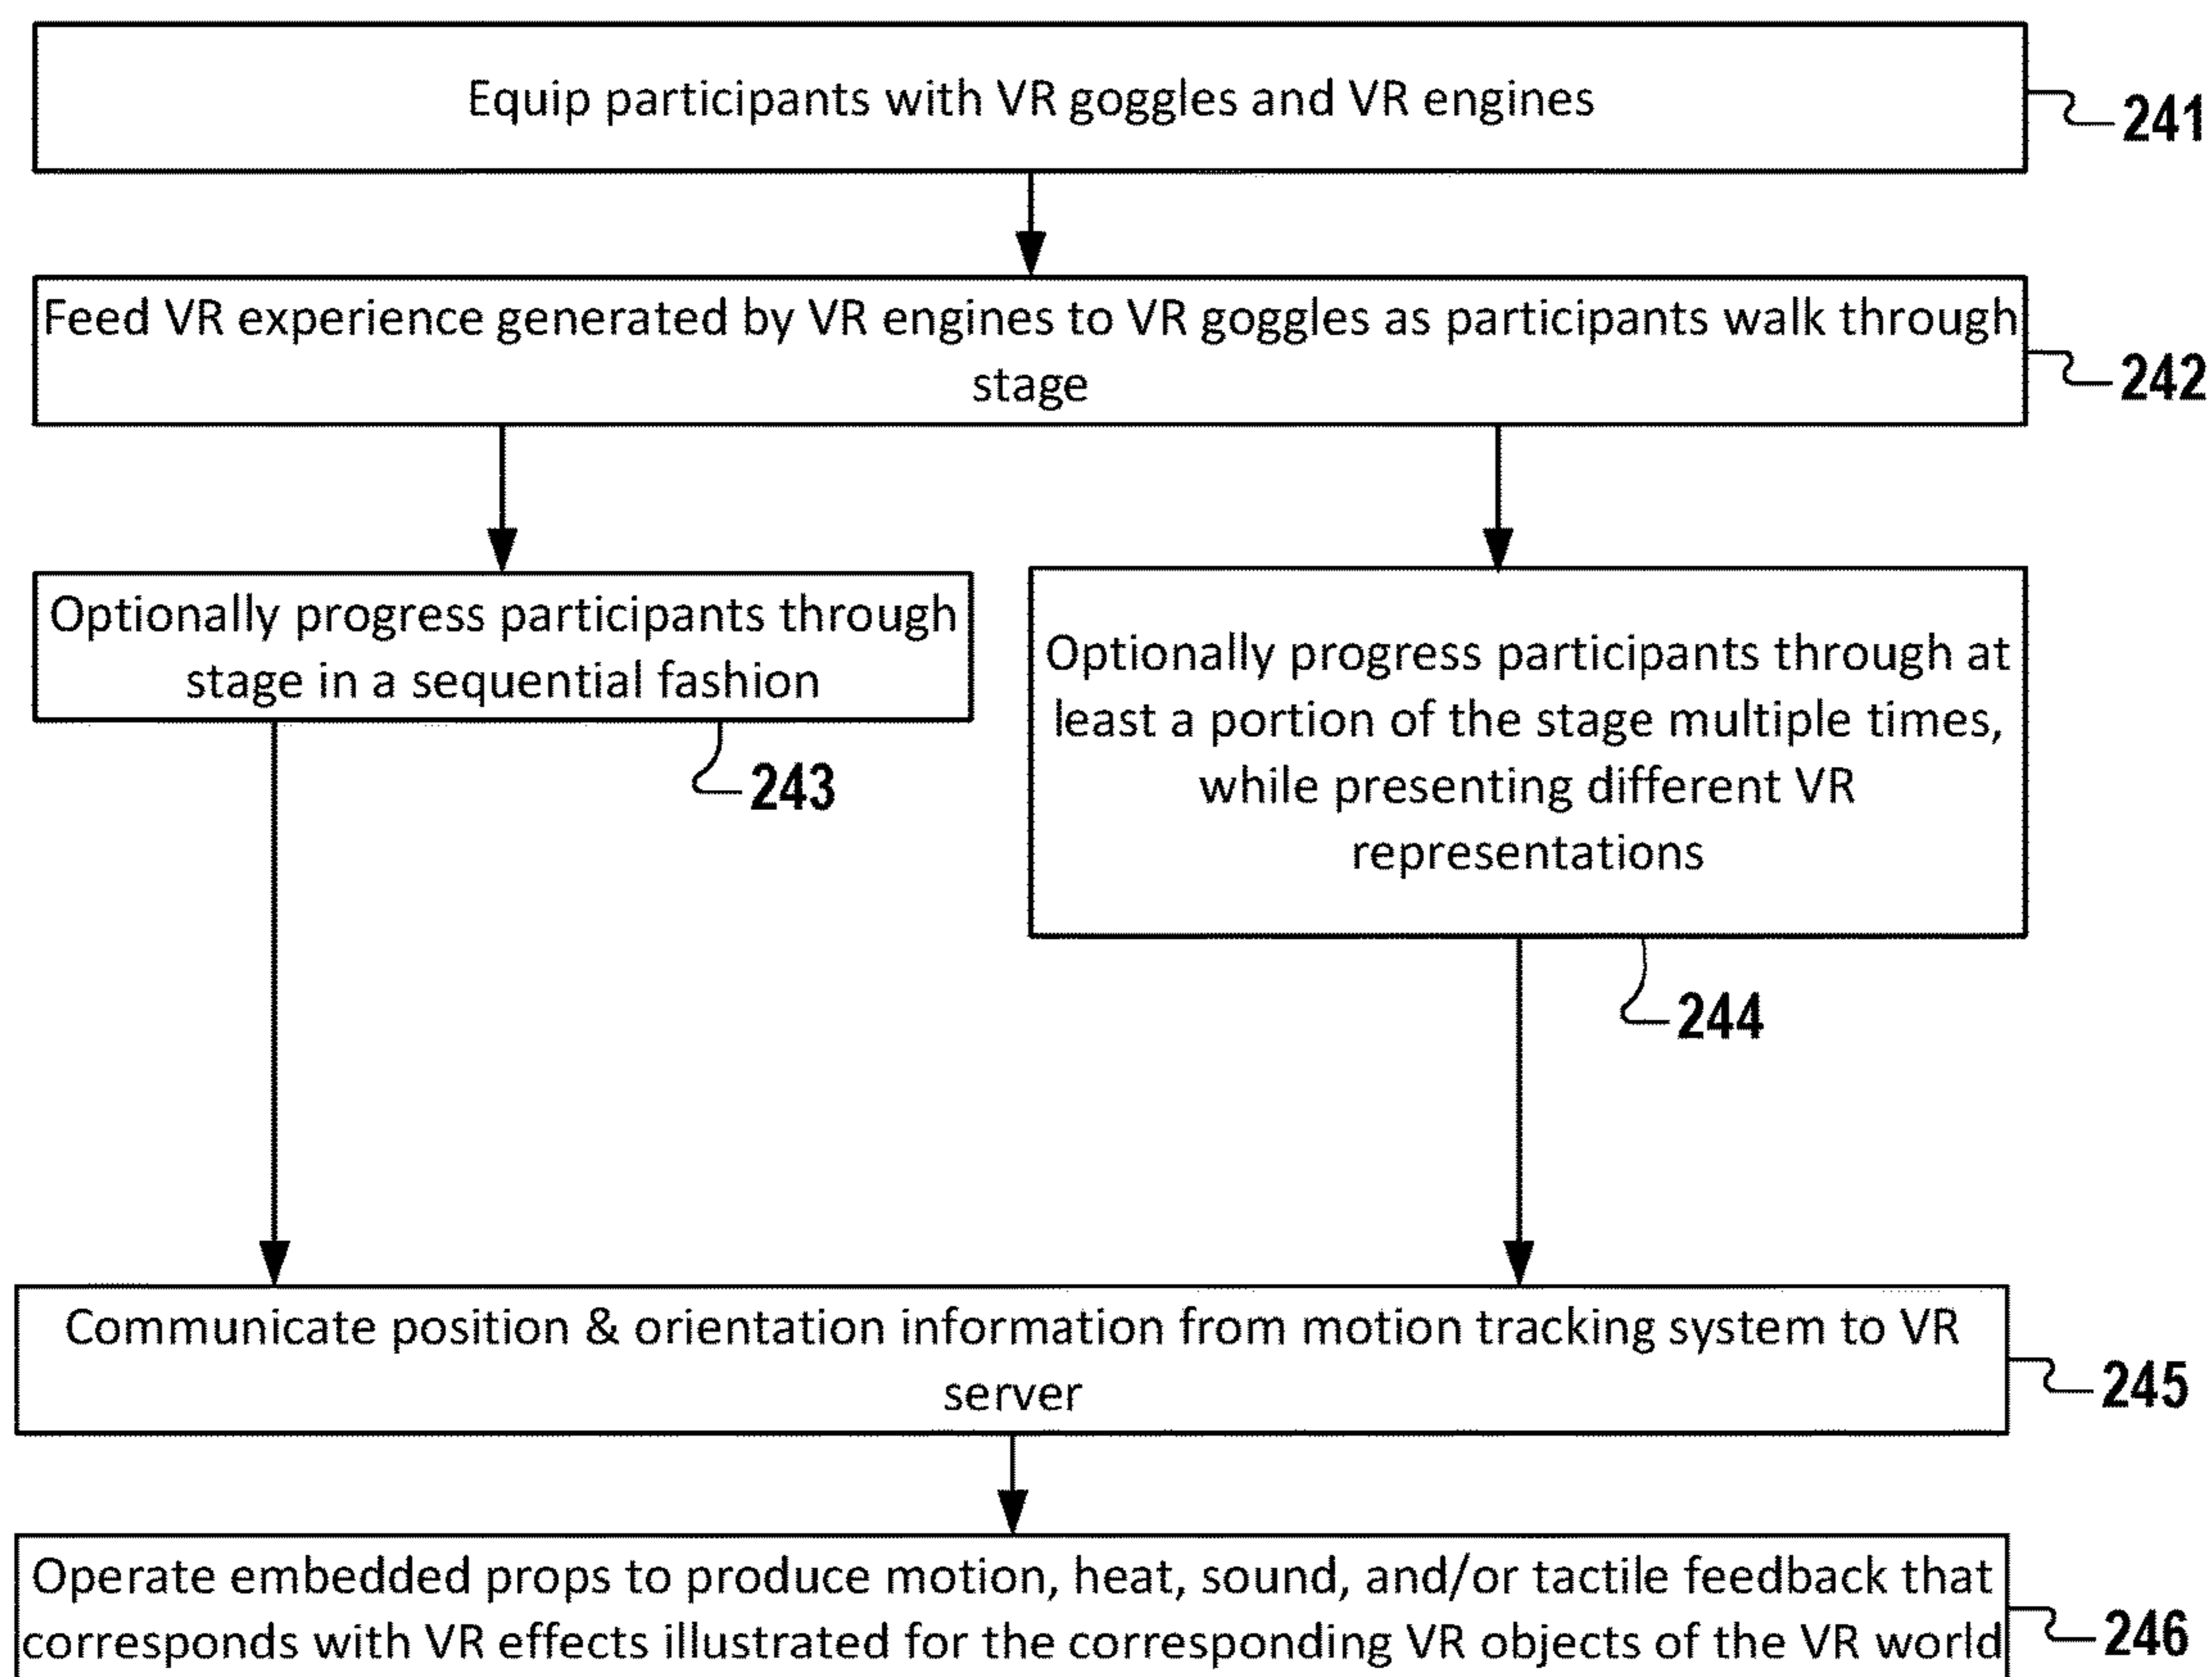 Equip participants with VR goggles and VR engines
241
Feed VR experience generated by VR engines to VR goggles as participants walk through
stage
242
Optionally progress participants through
stage in a sequential fashion
243
Optionally progress participants through at
least a portion of the stage multiple times,
while presenting different VR
representations
244
Communicate position & orientation information from motion tracking system to VR
server
245
Operate embedded props to produce motion, heat, sound, and/or tactile feedback that
corresponds with VR effects illustrated for the corresponding VR objects of the VR world
246